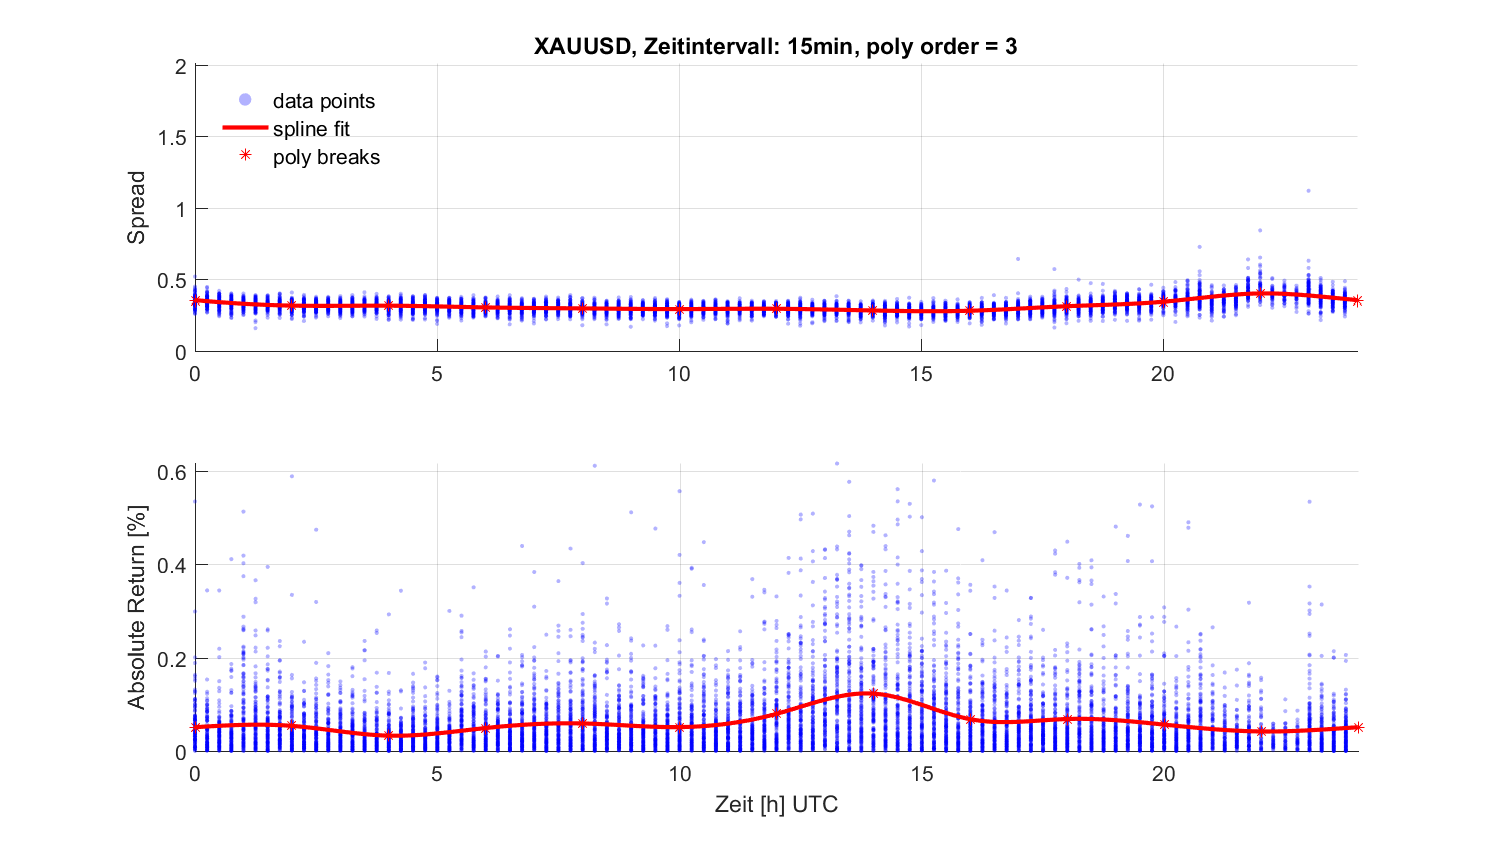 XAUUSD, Zeitintervall: 15min, poly order = 3
2
1.5
1
0.5
0
Spread
data points
spline fit
poly breaks
0 5 10 15 20
0.6
0.4
0.2
0
Absolute Return [%]
0 5 10 15 20
Zeit [h] UTC